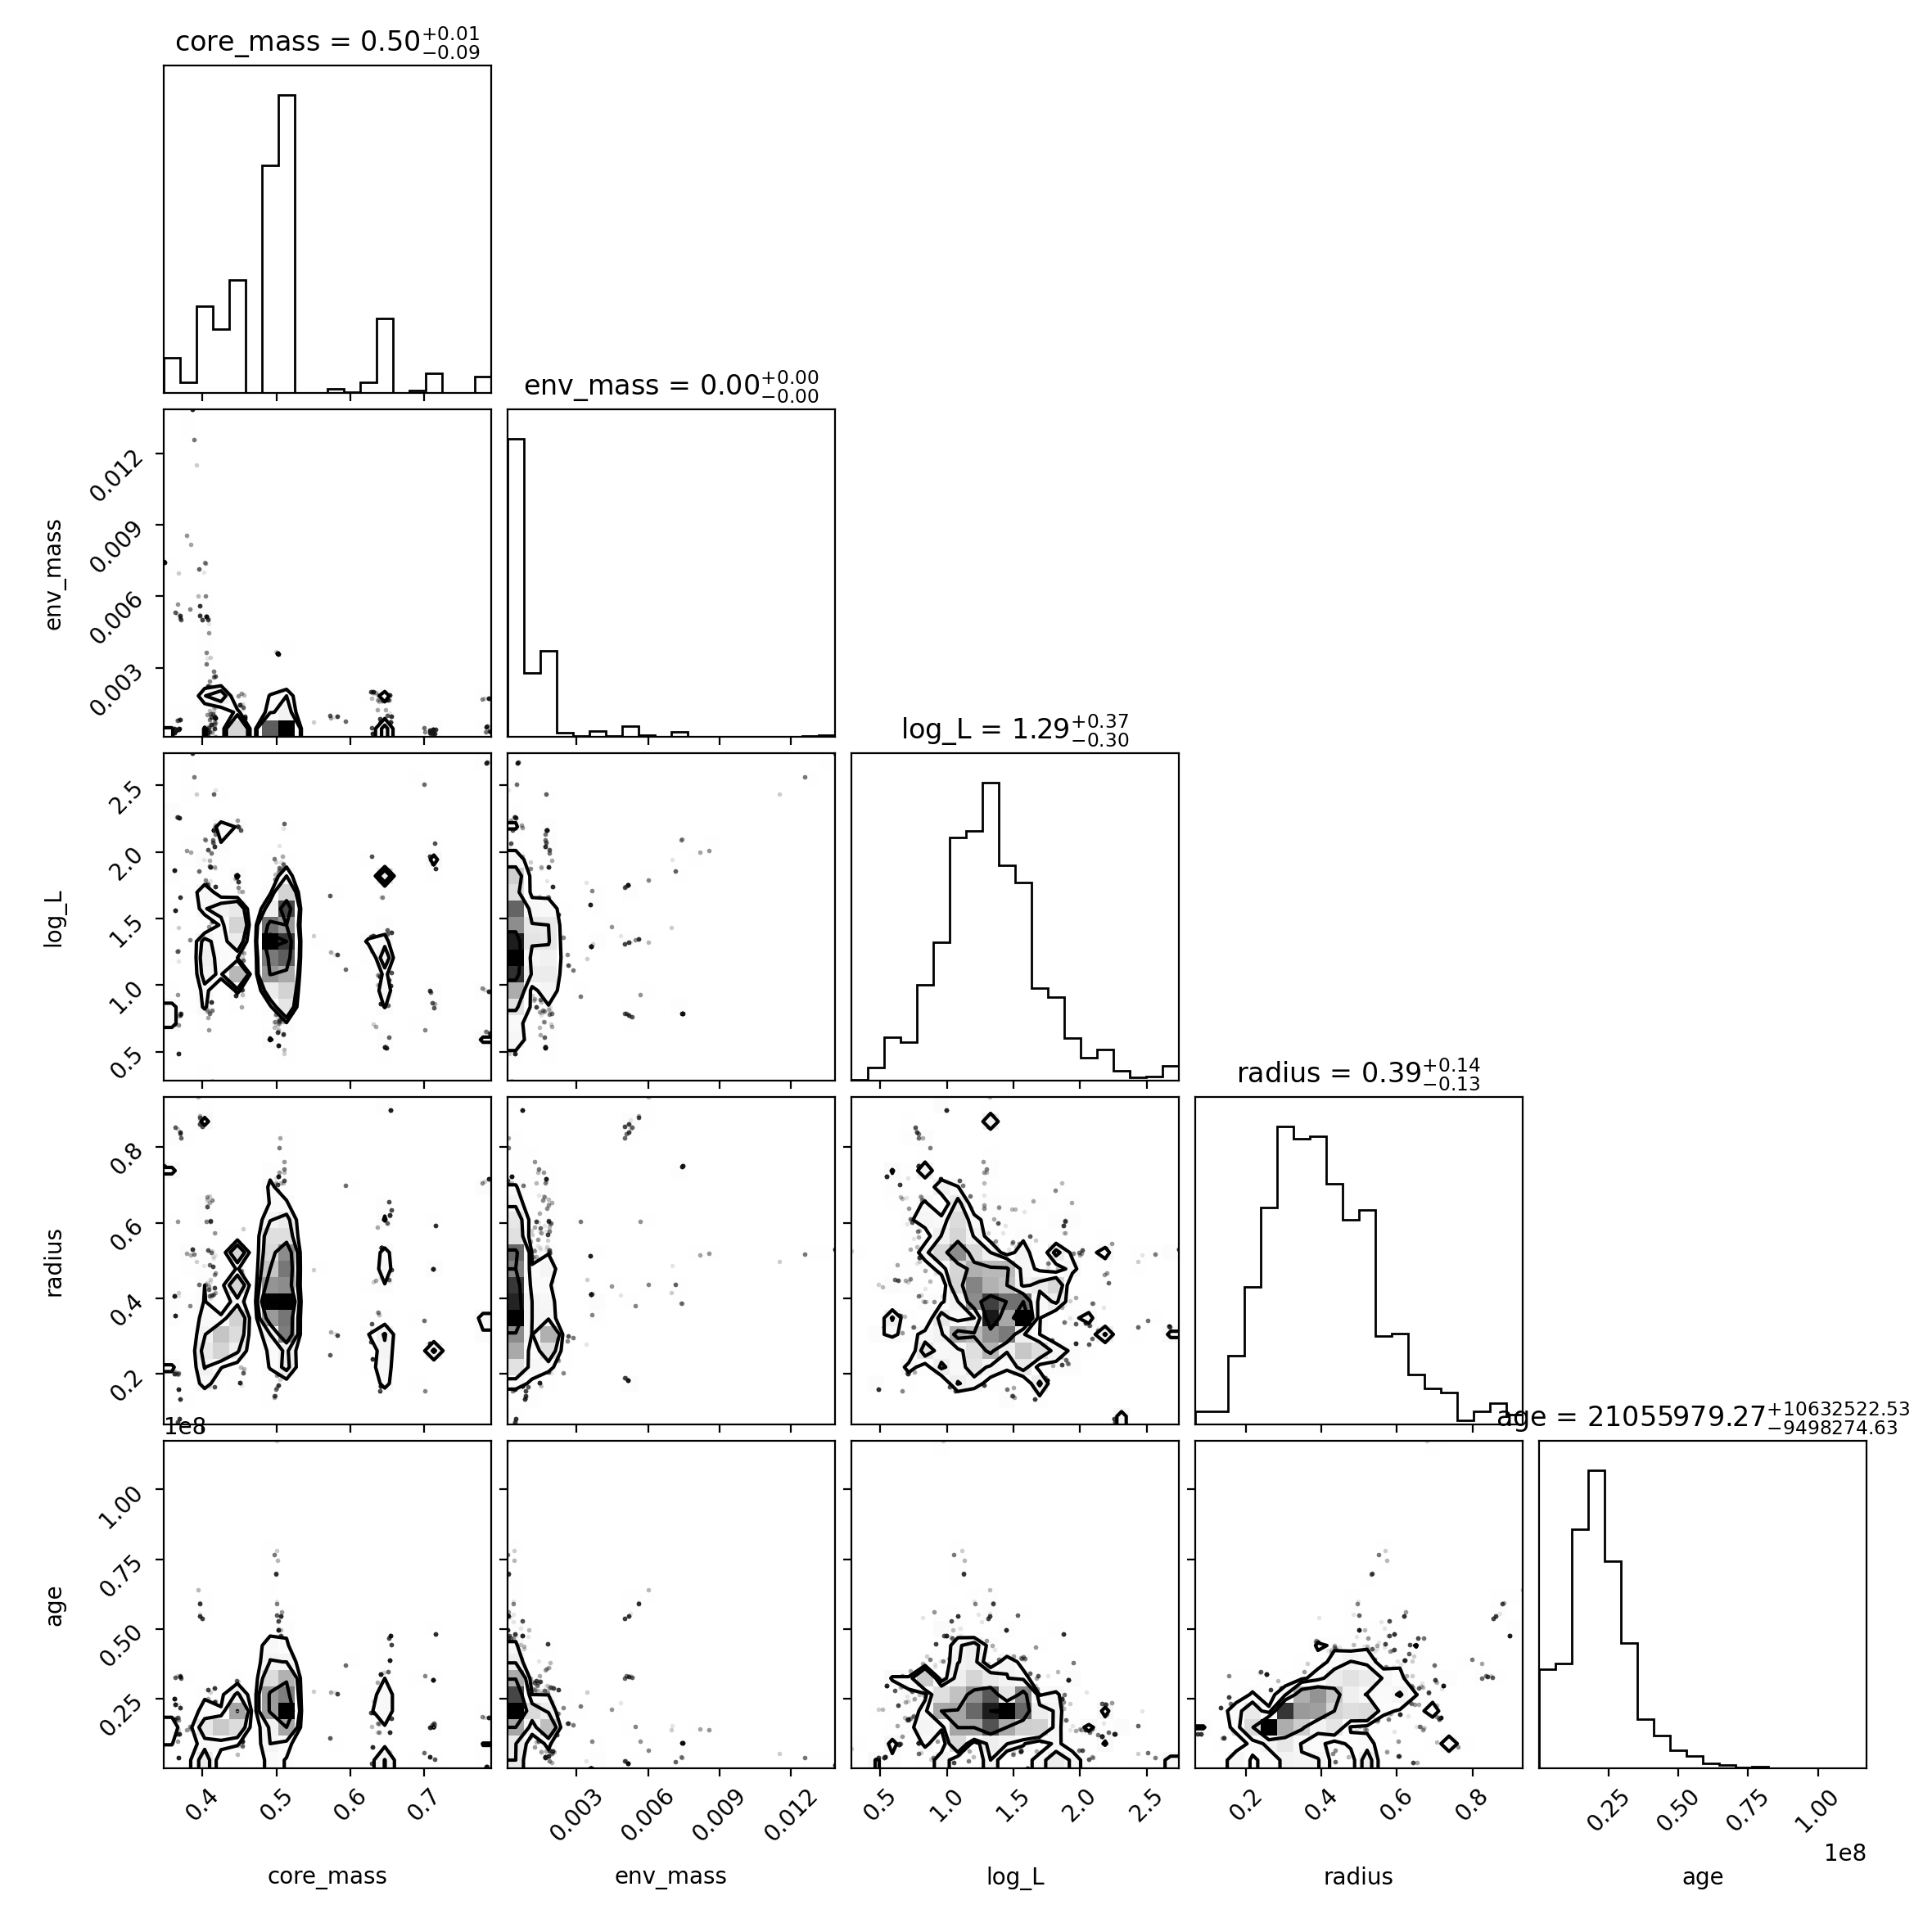 core_mass = 0.50+0.01−0.09
env_mass = 0.00+0.00−0.00
0.012
0.009
0.006
0.003
env_mass
log_L = 1.29+0.37−0.30
2.5
2.0
1.5
1.0
0.5
log_L
radius = 0.39+0.14−0.13
0.8
0.6
0.4
0.2
radius
1e8
age = 21055979.27+10632522.53−9498274.63
1.00
0.75
0.50
0.25
age
0.4 0.5 0.6 0.7
0.003 0.006 0.009 0.012
0.5 1.0 1.5 2.0 2.5
0.2 0.4 0.6 0.8
0.25 0.50 0.75 1.00
1e8
core_mass env_mass log_L radius age